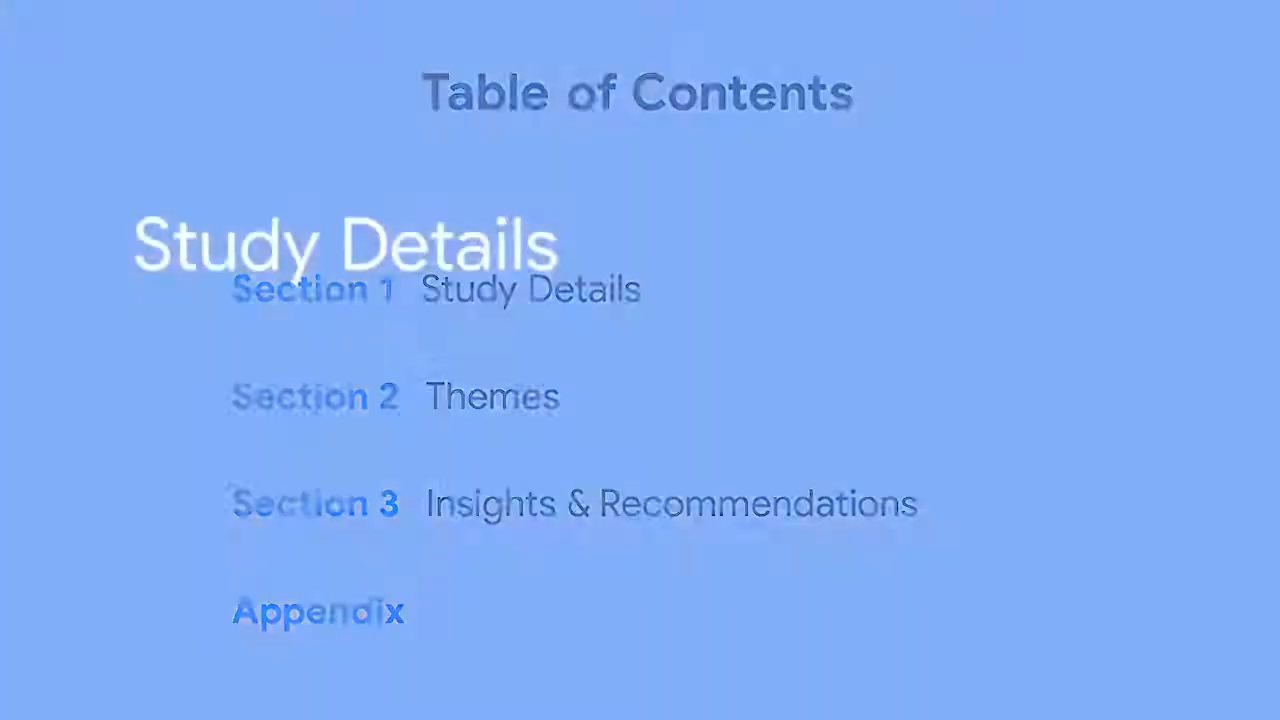 Table of Contents
Study Details
Section 1 Study Details
Section 2 Themes
Section 3 Insights & Recommendations
Appendix